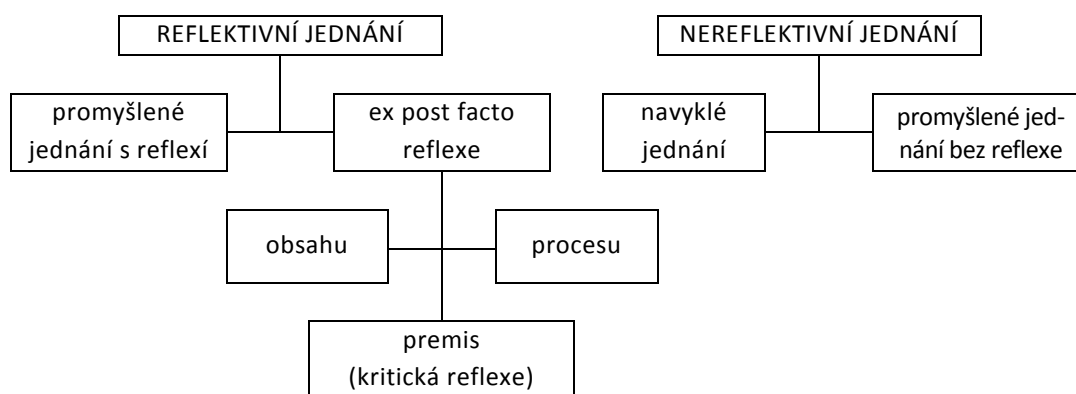 REFLEKTIVNÍ JEDNÁNÍ
NEREFLEKTIVNÍ JEDNÁNÍ
promyšlené
jednání s reflexí
ex post facto
reflexe
navyklé
jednání
promyšlené jed-
nání bez reflexe
obsahu
procesu
premis
(kritická reflexe)